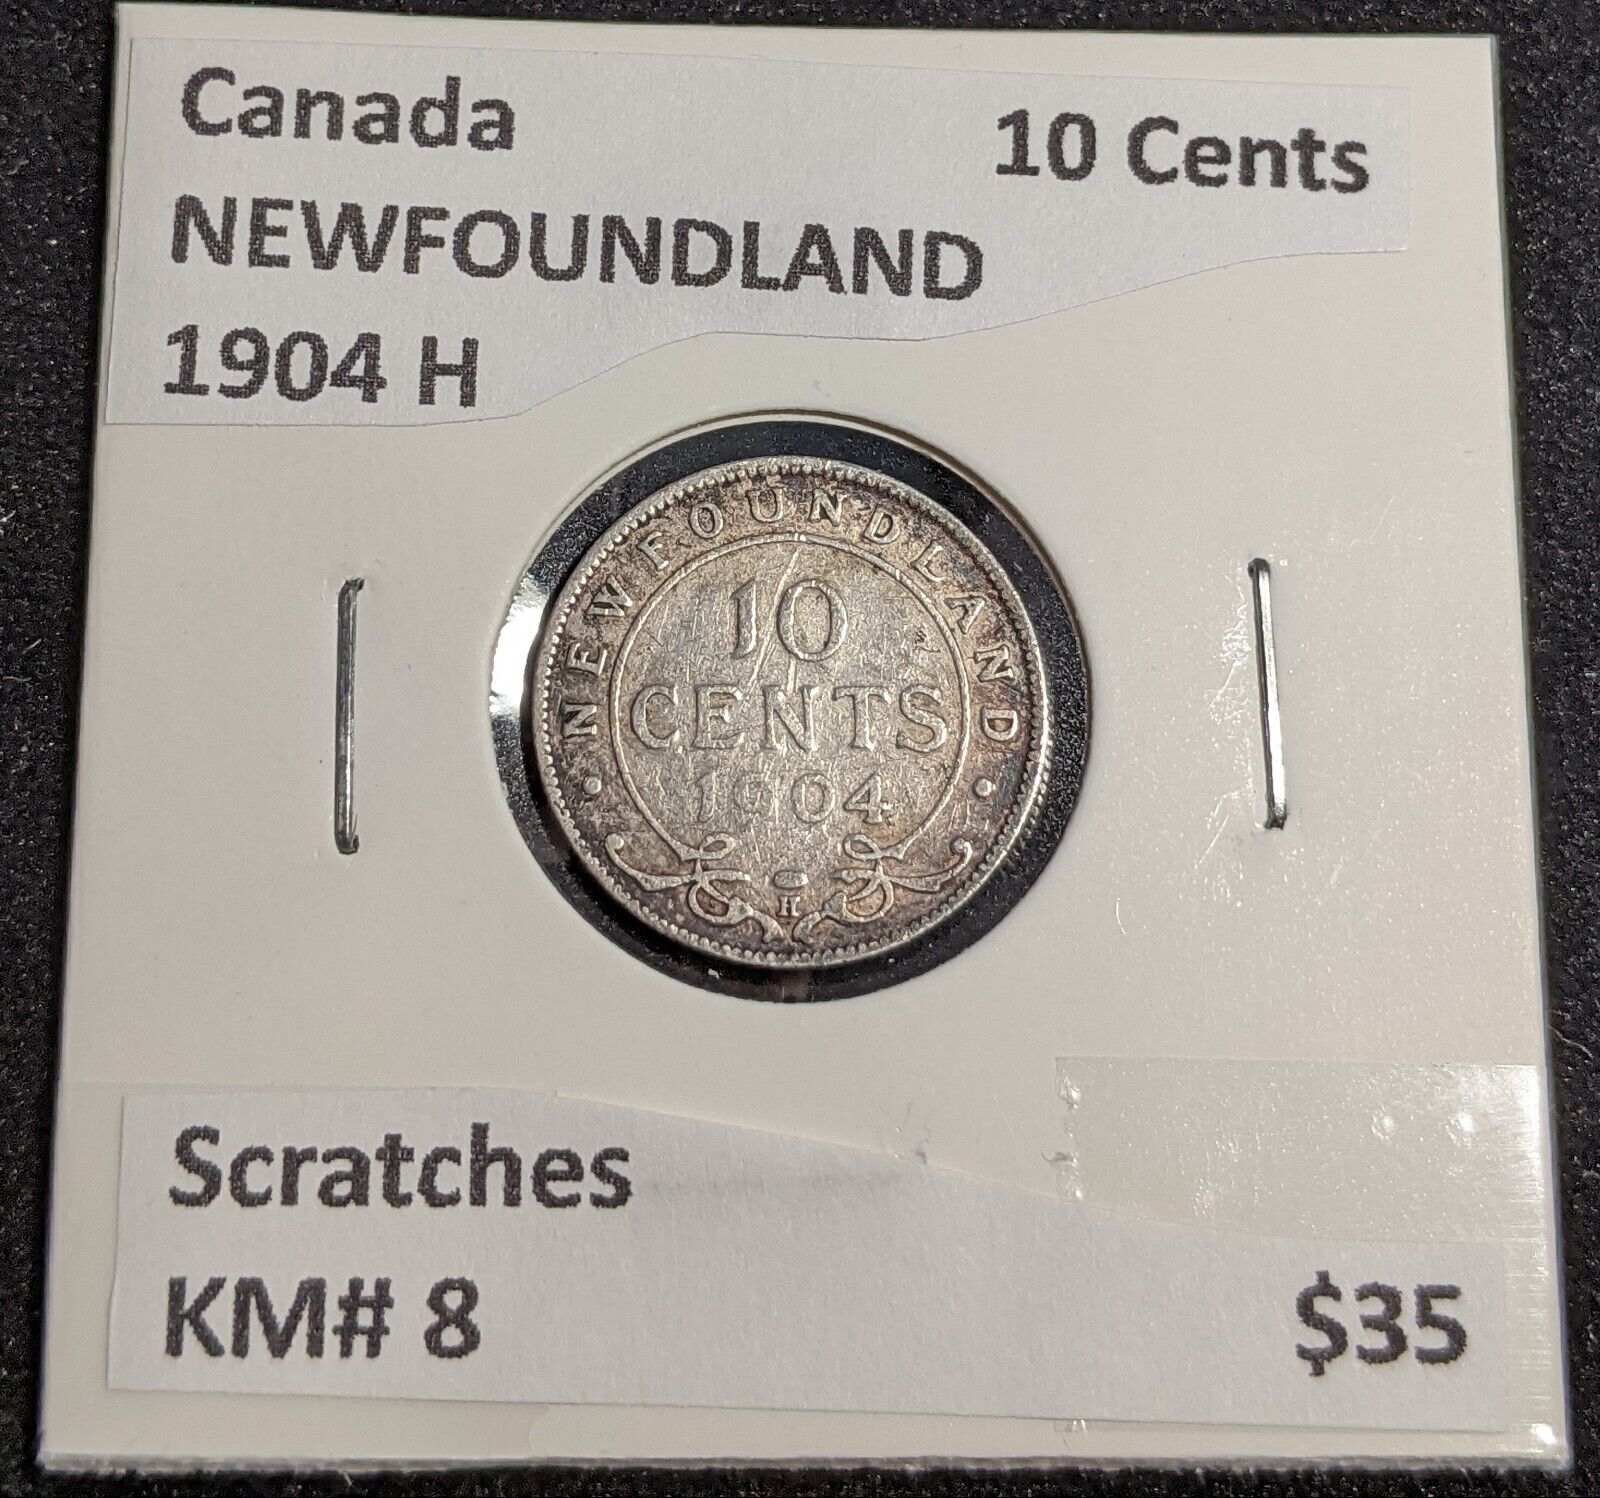 Canada 10 Cents
NEWFOUNDLAND
1904 H
NEWFOUNDLAND
10
CENTS
1904
H
Scratches
KM# 8 $35